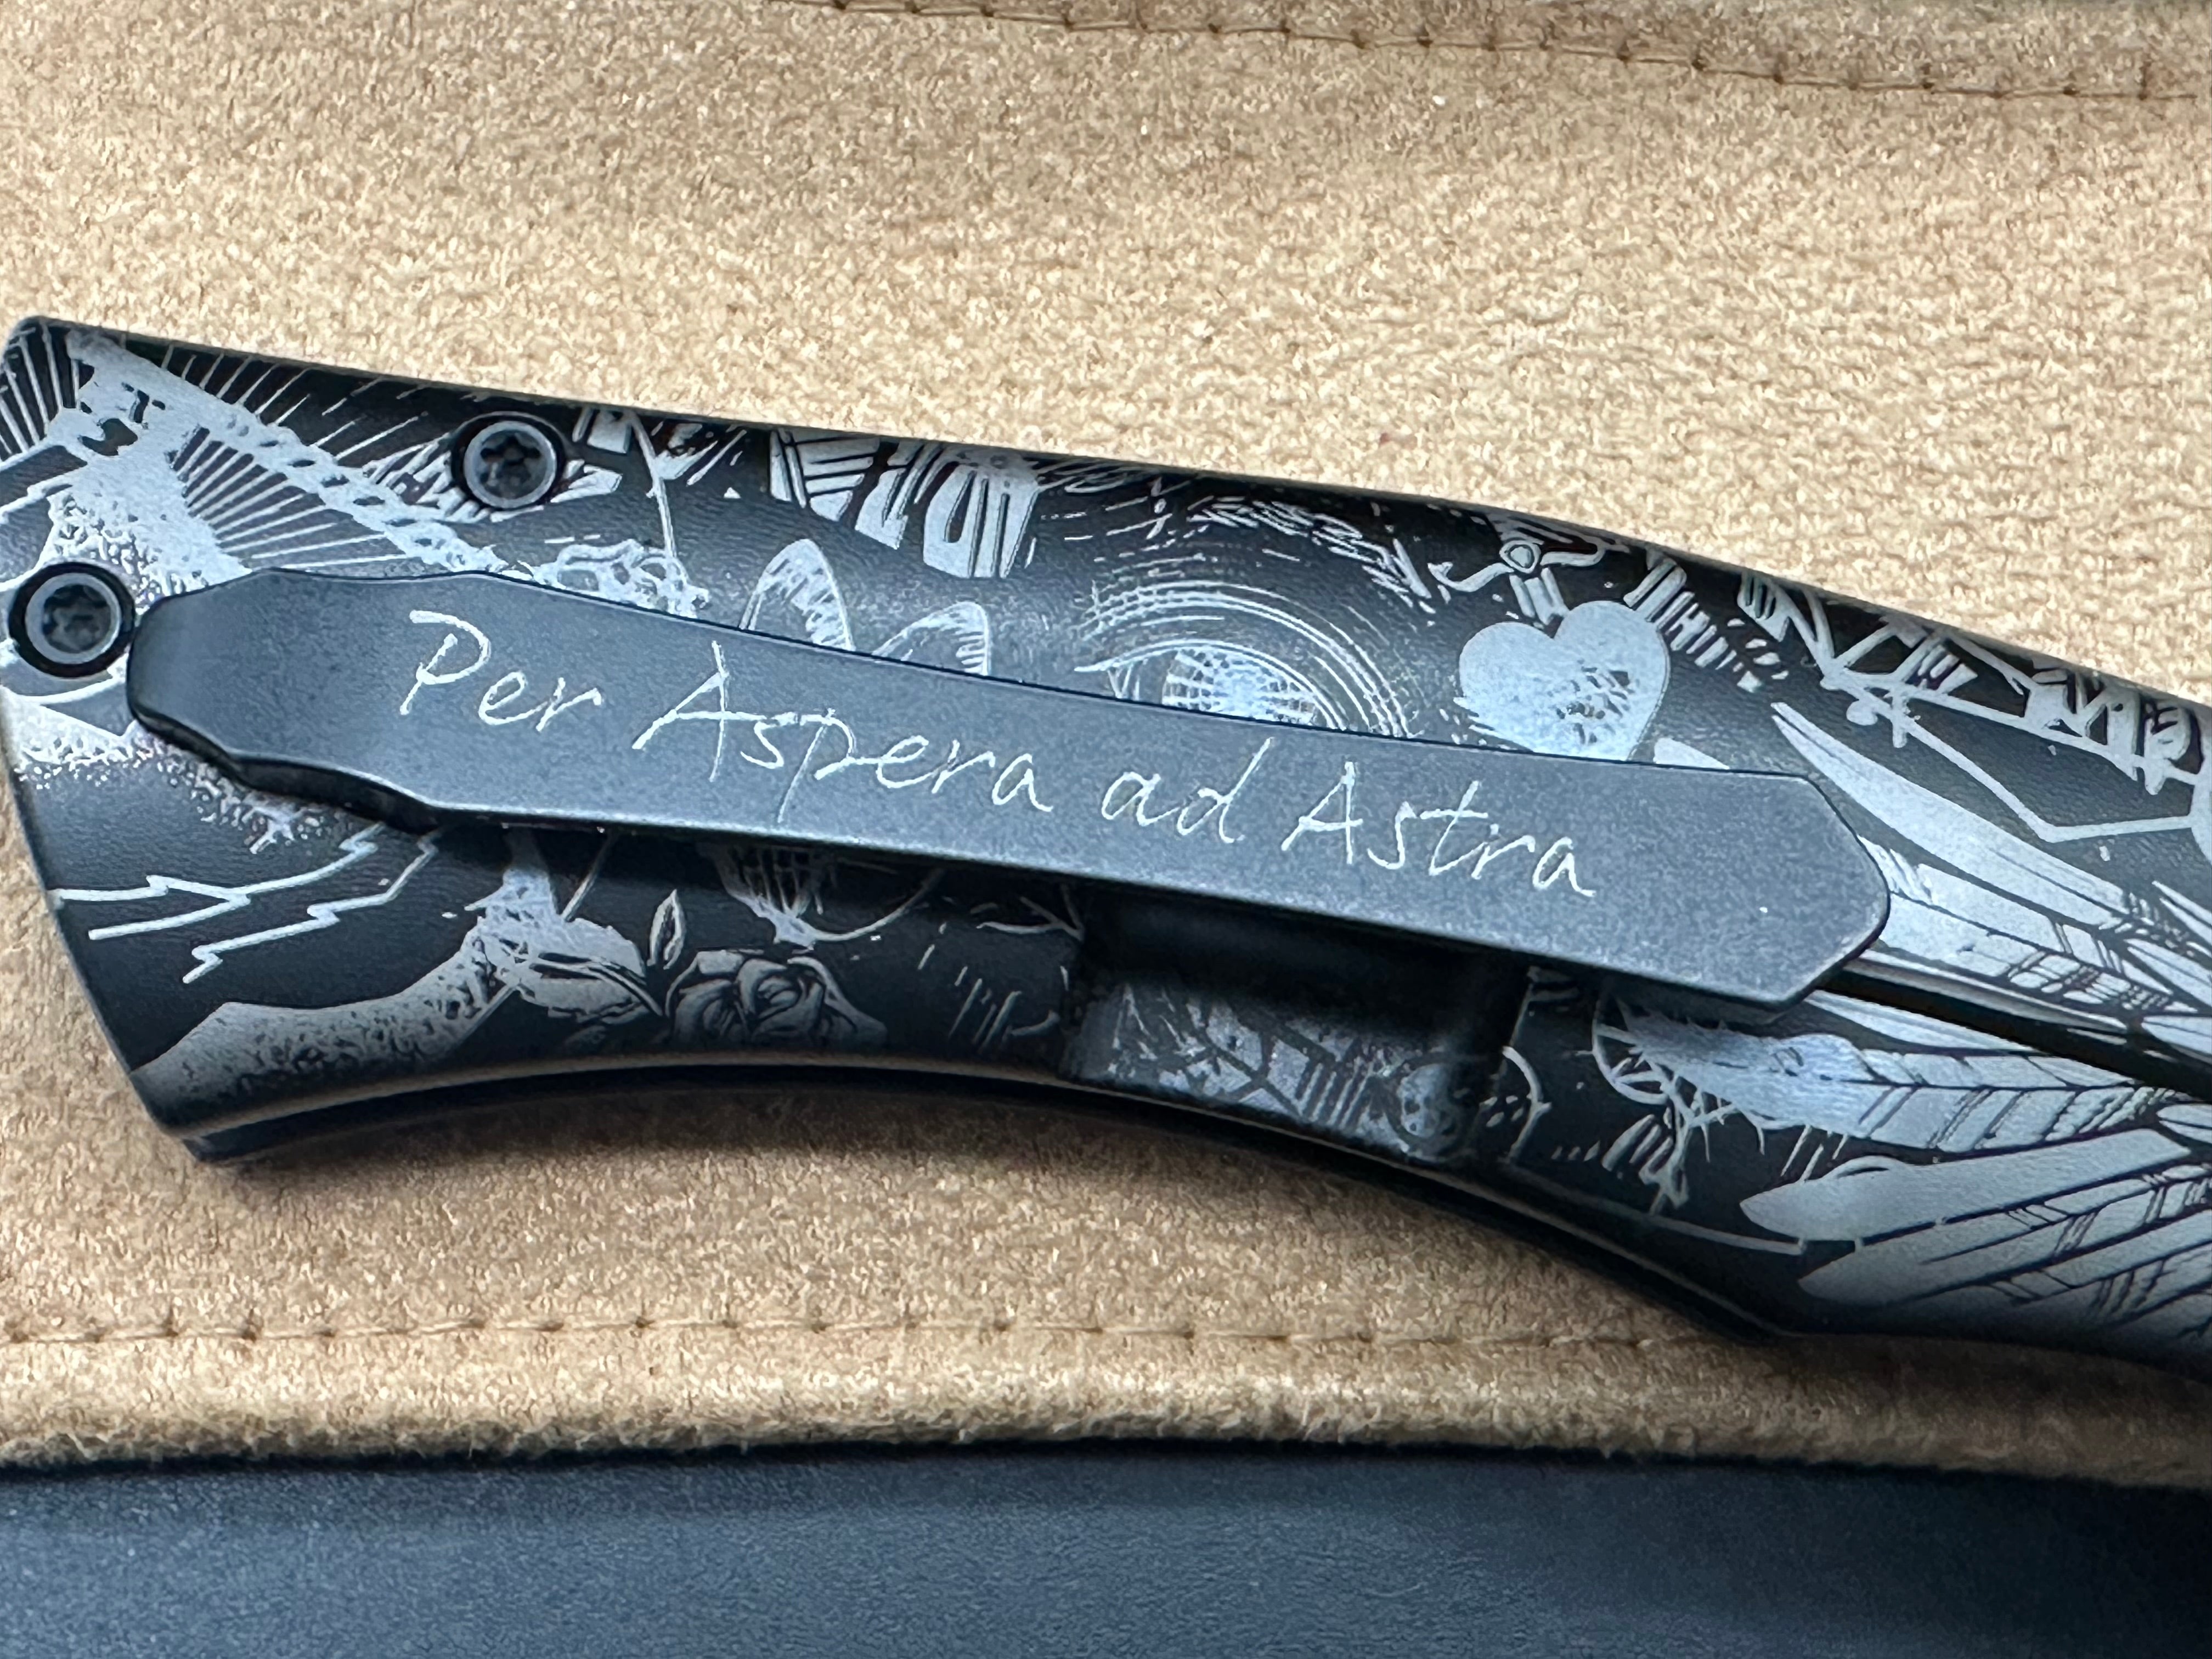 Per Aspera ad Astra